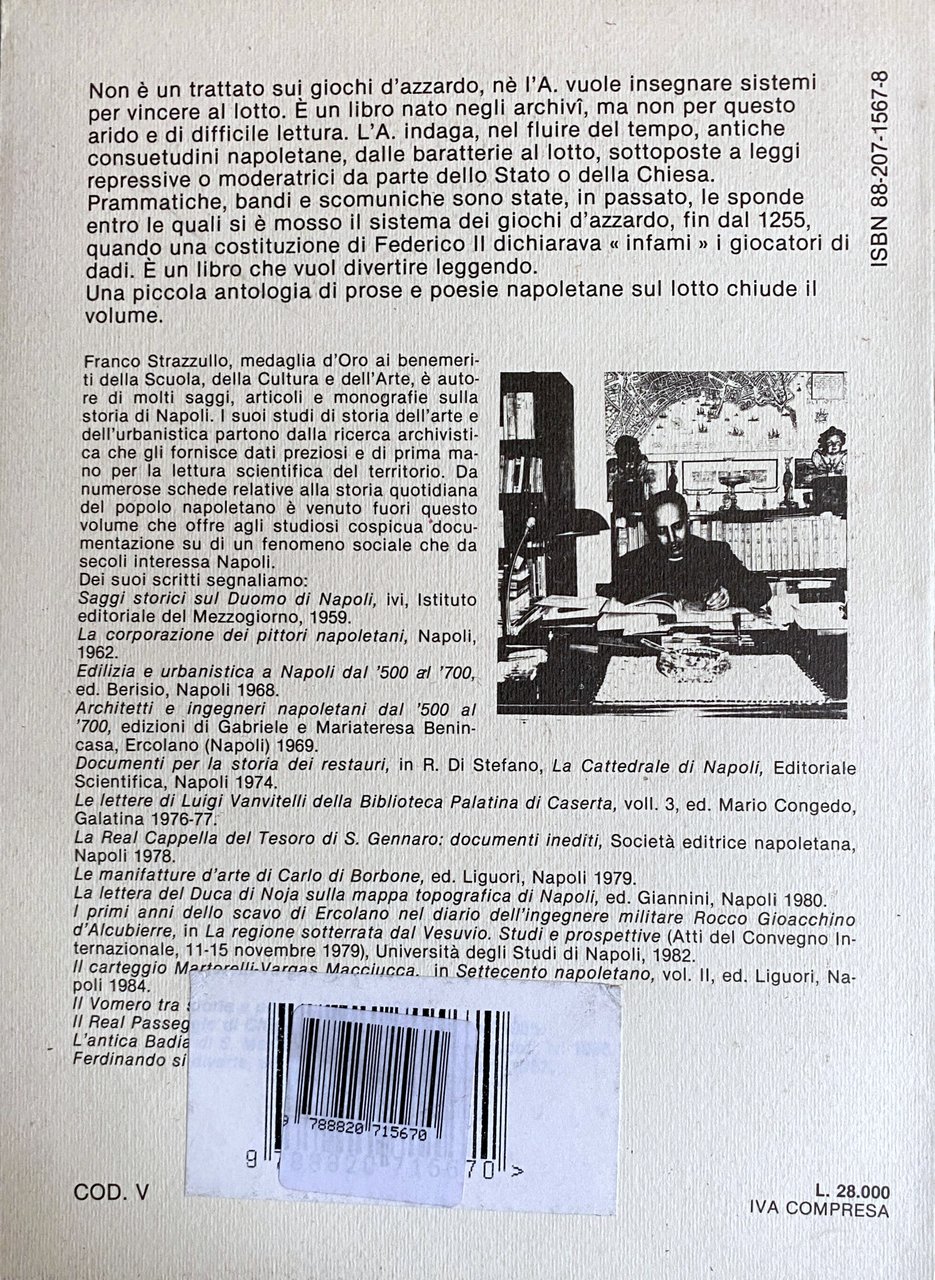 Non è un trattato sui giochi d'azzardo, nè l'A. vuole insegnare sistemi
per vincere al lotto. È un libro nato negli archivî, ma non per questo
arido e di difficile lettura. L'A. indaga, nel fluire del tempo, antiche
consuetudini napoletane, dalle baratterie al lotto, sottoposte a leggi
repressive o moderatrici da parte dello Stato o della Chiesa.
Prammatiche, bandi e scomuniche sono state, in passato, le sponde
entro le quali si è mosso il sistema dei giochi d'azzardo, fin dal 1255,
quando una costituzione di Federico II dichiarava « infami » i giocatori di
dadi. È un libro che vuol divertire leggendo.
Una piccola antologia di prose e poesie napoletane sul lotto chiude il
volume.
ISBN 88-207-1567-8
Franco Strazzullo, medaglia d'Oro ai benemeri-
ti della Scuola, della Cultura e dell'Arte, è auto-
re di molti saggi, articoli e monografie sulla
storia di Napoli. I suoi studi di storia dell'arte e
dell'urbanistica partono dalla ricerca archivisti-
ca che gli fornisce dati preziosi e di prima ma-
no per la lettura scientifica del territorio. Da
numerose schede relative alla storia quotidiana
del popolo napoletano è venuto fuori questo
volume che offre agli studiosi cospicua docu-
mentazione su di un fenomeno sociale che da
secoli interessa Napoli.
Dei suoi scritti segnaliamo:
Saggi storici sul Duomo di Napoli, ivi, Istituto
editoriale del Mezzogiorno, 1959.
La corporazione dei pittori napoletani, Napoli,
1962.
Edilizia e urbanistica a Napoli dal '500 al '700,
ed. Berisio, Napoli 1968.
Architetti e ingegneri napoletani dal '500 al
'700, edizioni di Gabriele e Mariateresa Benin-
casa, Ercolano (Napoli) 1969.
Documenti per la storia dei restauri, in R. Di Stefano, La Cattedrale di Napoli, Editoriale
Scientifica, Napoli 1974.
Le lettere di Luigi Vanvitelli della Biblioteca Palatina di Caserta, voll. 3, ed. Mario Congedo,
Galatina 1976-77.
La Real Cappella del Tesoro di S. Gennaro: documenti inediti, Società editrice napoletana,
Napoli 1978.
Le manifatture d'arte di Carlo di Borbone, ed. Liguori, Napoli 1979.
La lettera del Duca di Noja sulla mappa topografica di Napoli, ed. Giannini, Napoli 1980.
I primi anni dello scavo di Ercolano nel diario dell'ingegnere militare Rocco Gioacchino
d'Alcubierre, in La regione sotterrata dal Vesuvio. Studi e prospettive (Atti del Convegno In-
ternazionale, 11-15 novembre 1979), Università degli Studi di Napoli, 1982.
Il carteggio Martorelli-Vargas Macciucca, in Settecento napoletano, vol. II, ed. Liguori, Na-
poli 1984.
Il Vomero tra
Il Real Passeg
L'antica Badia
Ferdinando si
9 788820 715670
9 788820 715670 >
COD. V
L. 28.000
IVA COMPRESA